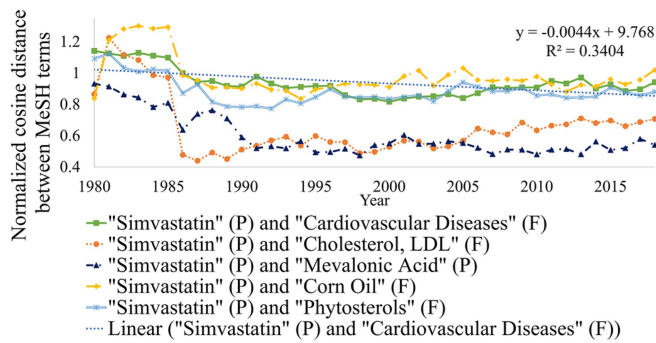 Normalized cosine distance
between MeSH terms
y = -0.0044x + 9.768
R² = 0.3404
1.2
1
0.8
0.6
0.4
1980 1985 1990 1995 2000 2005 2010 2015
Year
"Simvastatin" (P) and "Cardiovascular Diseases" (F)
"Simvastatin" (P) and "Cholesterol, LDL" (F)
"Simvastatin" (P) and "Mevalonic Acid" (P)
"Simvastatin" (P) and "Corn Oil" (F)
"Simvastatin" (P) and "Phytosterols" (F)
Linear ("Simvastatin" (P) and "Cardiovascular Diseases" (F))